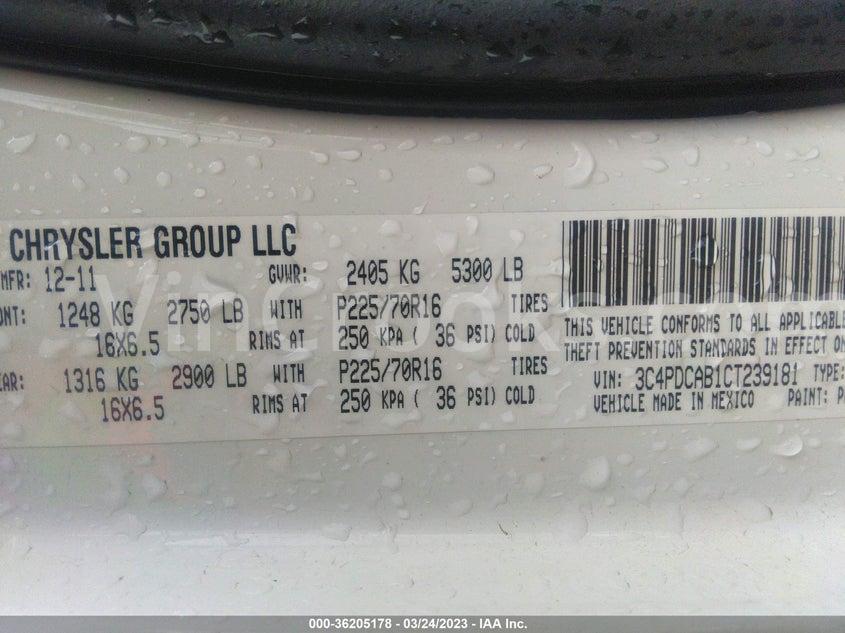 CHRYSLER GROUP LLC
MFR: 12-11 GVWR: 2405 KG 5300 LB
ONT: 1248 KG 2750 LB WITH P225/70R16 TIRES
16X6.5 RIMS AT 250 KPA ( 36 PSI) COLD
EAR: 1316 KG 2900 LB WITH P225/70R16 TIRES
16X6.5 RIMS AT 250 KPA ( 36 PSI) COLD
THIS VEHICLE CONFORMS TO ALL APPLICABLE
THEFT PREVENTION STANDARDS IN EFFECT ON
VIN: 3C4PDCAB1CT239181 TYPE:
VEHICLE MADE IN MEXICO PAINT: P
000-36205178 - 03/24/2023 - IAA Inc.